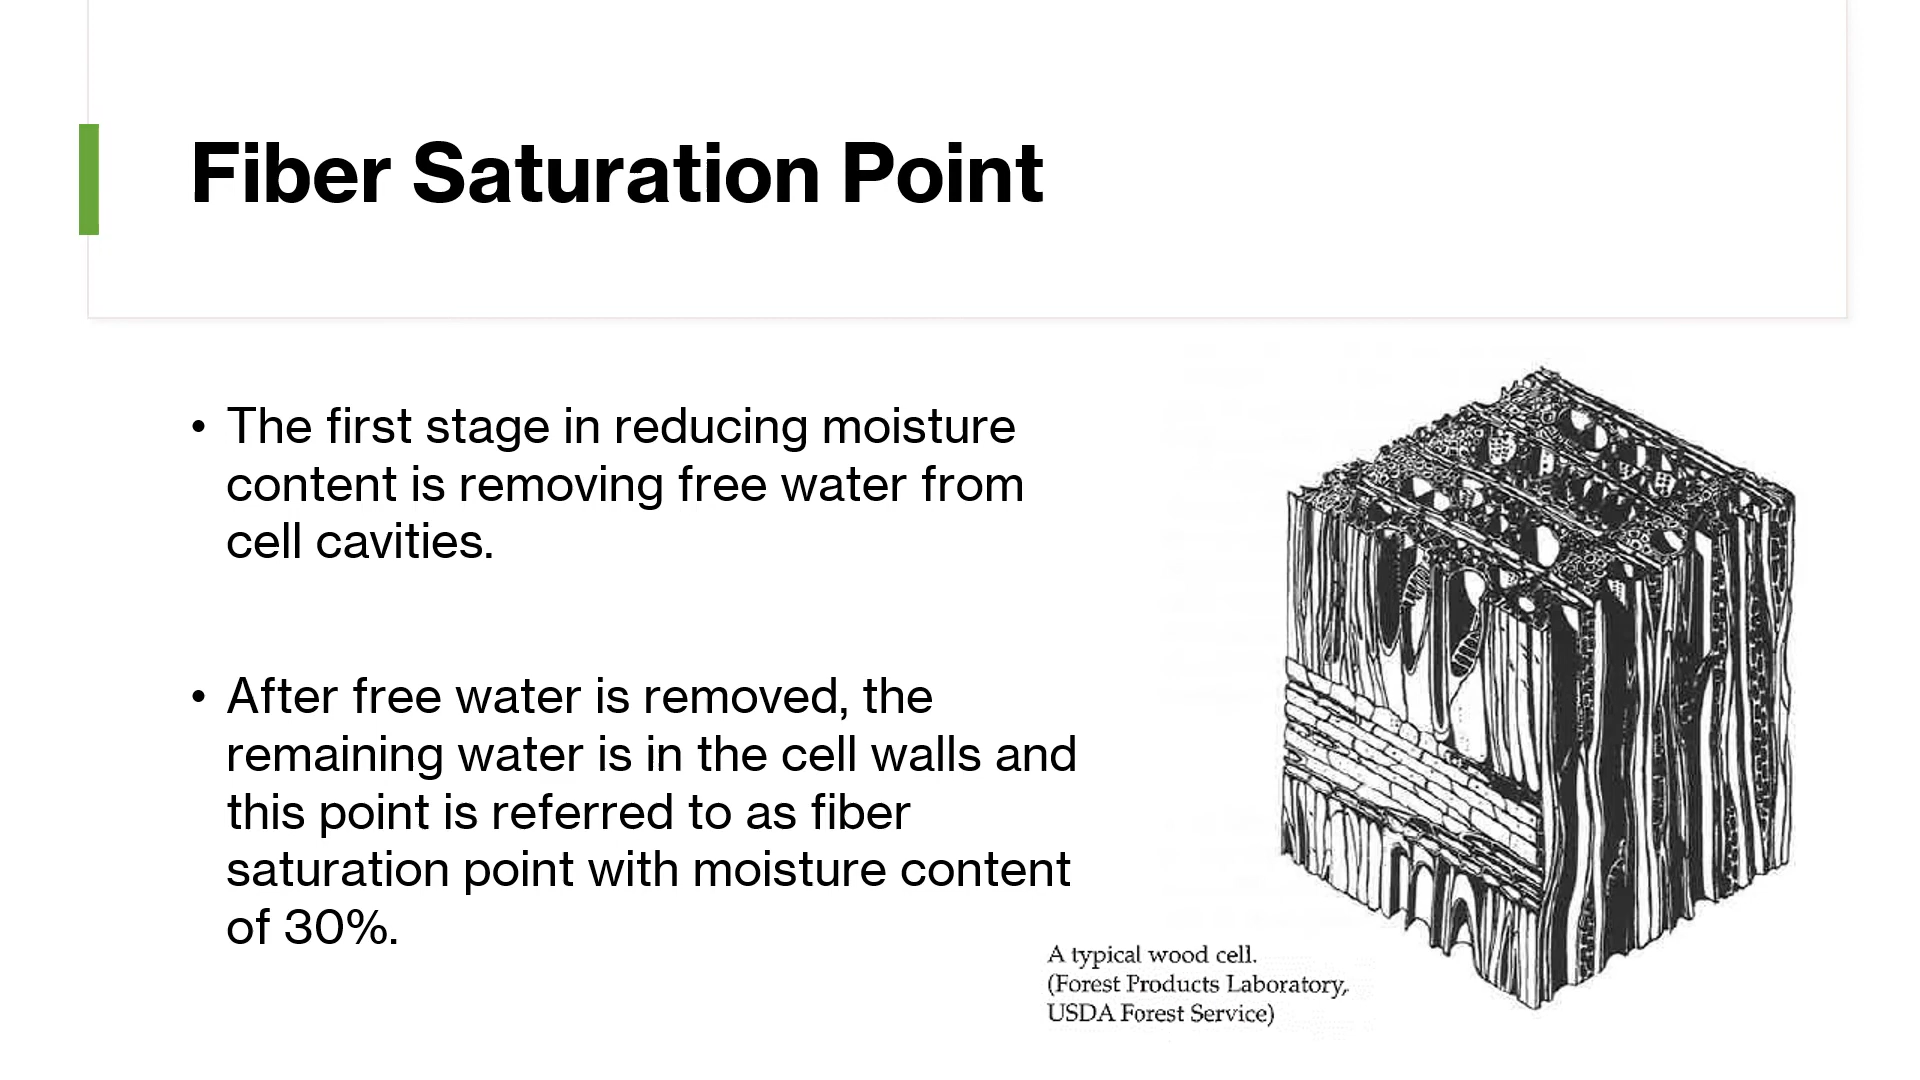 Fiber Saturation Point
• The first stage in reducing moisture
content is removing free water from
cell cavities.
• After free water is removed, the
remaining water is in the cell walls and
this point is referred to as fiber
saturation point with moisture content
of 30%.
A typical wood cell.
(Forest Products Laboratory,
USDA Forest Service)